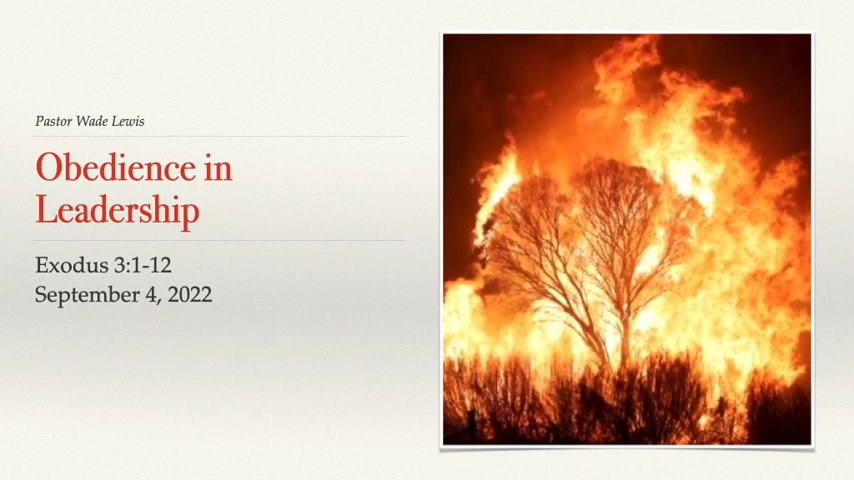 Pastor Wade Lewis
Obedience in
Leadership
Exodus 3:1-12
September 4, 2022